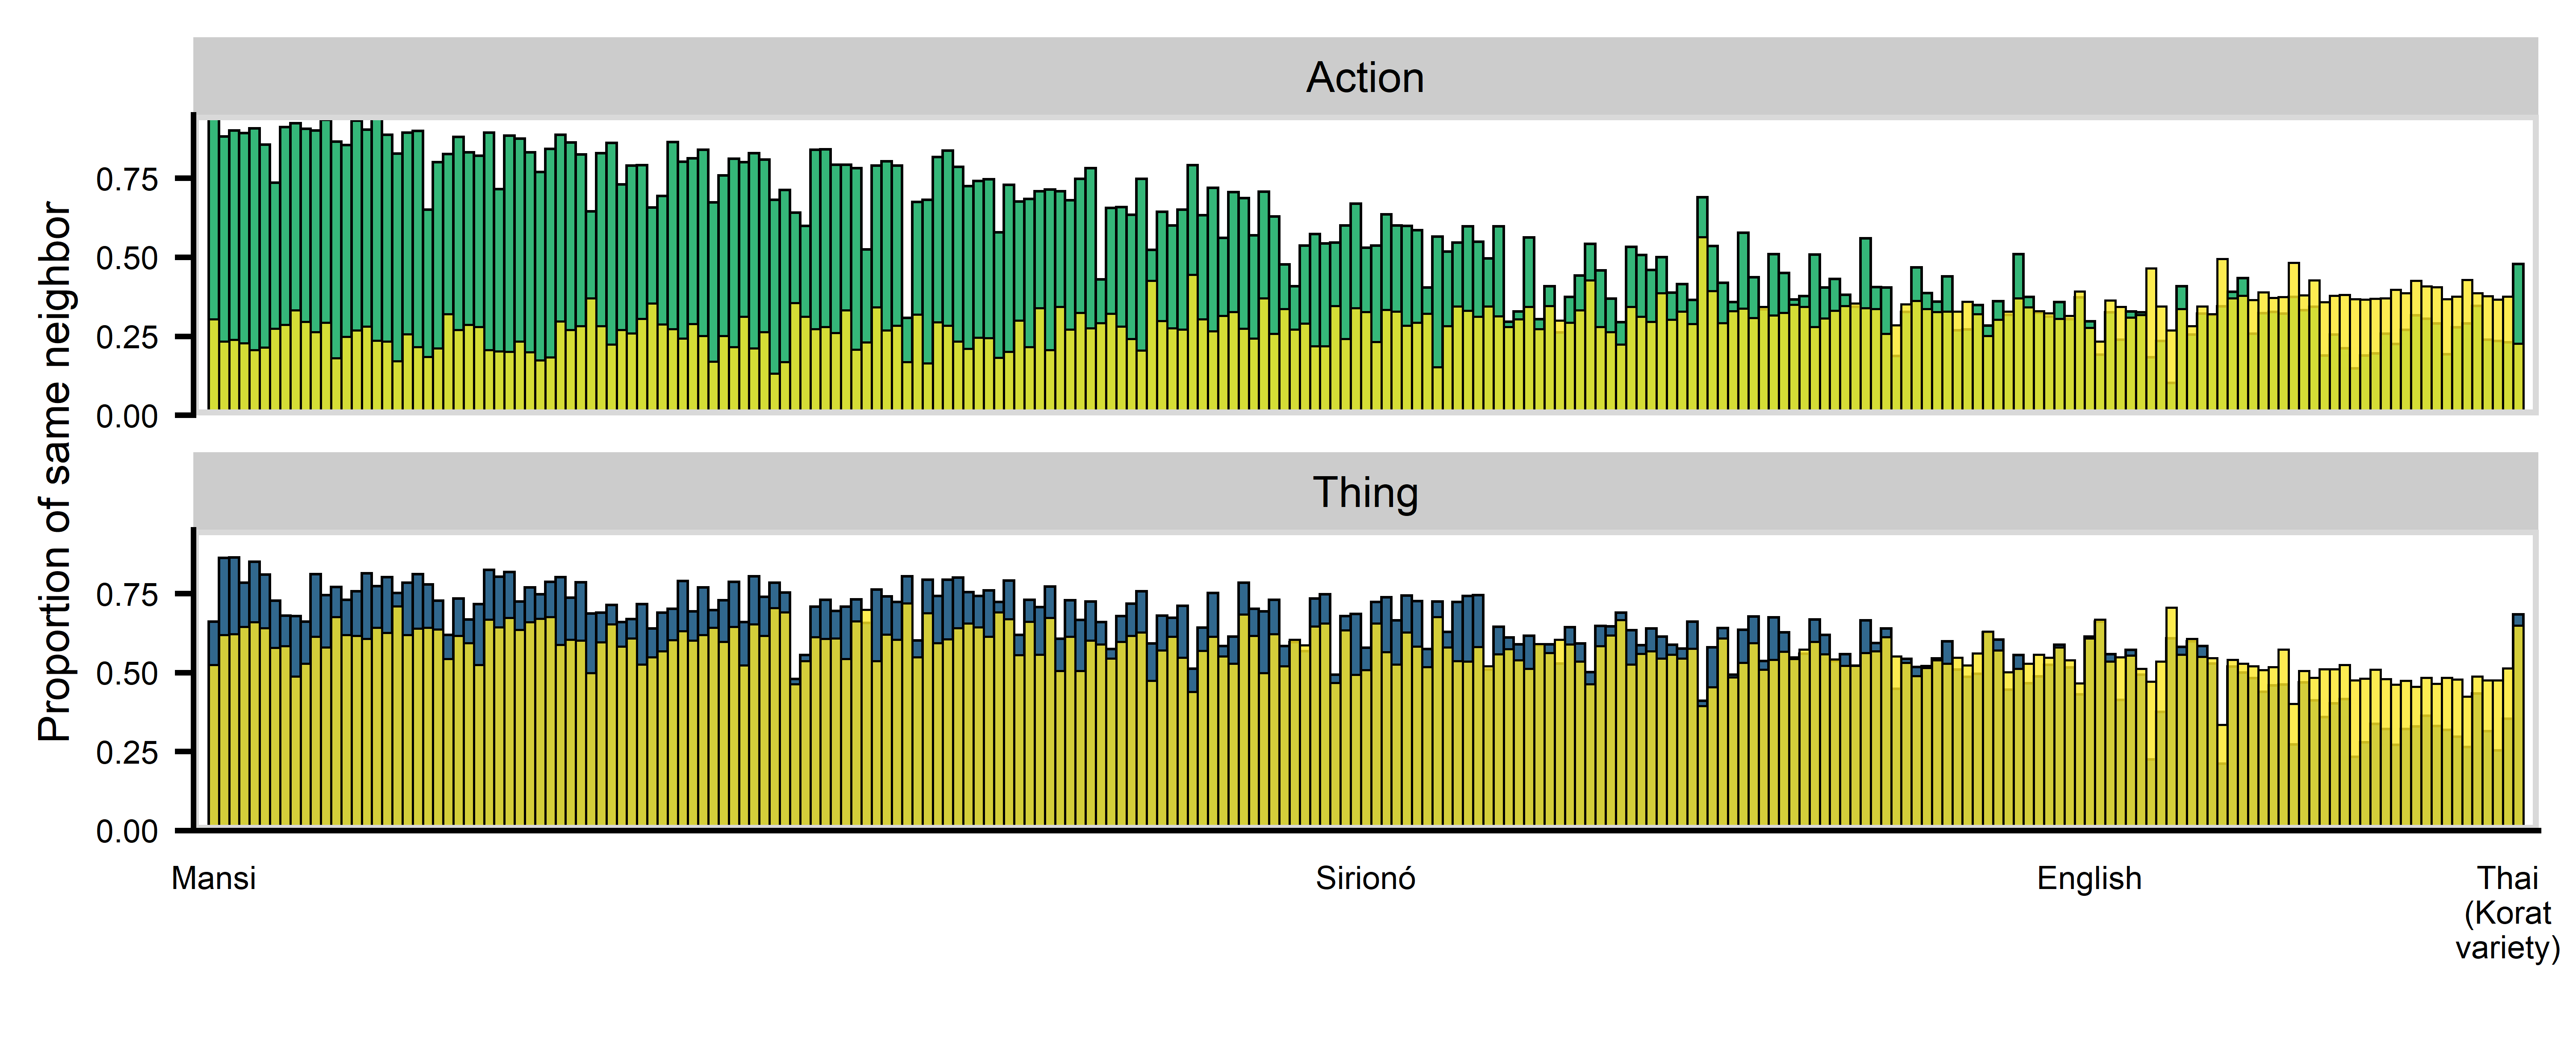 Action
0.75
0.50
0.25
0.00
Proportion of same neighbor
Thing
0.75
0.50
0.25
0.00
Mansi
Sirionó
English
Thai
(Korat
variety)